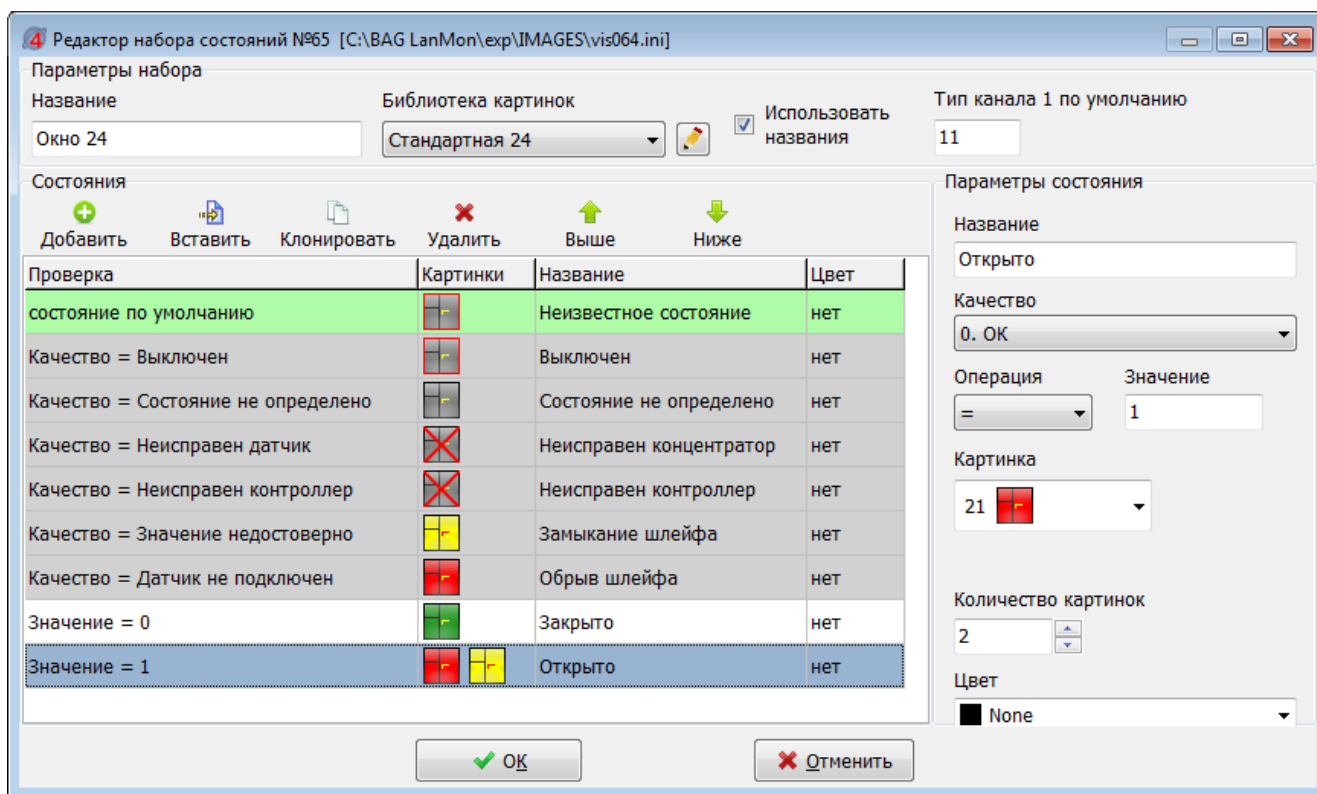 4 Редактор набора состояний №65 [C:\BAG LanMon\exp\IMAGES\vis064.ini]
Параметры набора
Название
Библиотека картинок
Использовать названия
Тип канала 1 по умолчанию
Окно 24
Стандартная 24
11
Состояния
Добавить Вставить Клонировать Удалить Выше Ниже
Проверка Картинки Название Цвет
состояние по умолчанию Неизвестное состояние нет
Качество = Выключен Выключен нет
Качество = Состояние не определено Состояние не определено нет
Качество = Неисправен датчик Неисправен концентратор нет
Качество = Неисправен контроллер Неисправен контроллер нет
Качество = Значение недостоверно Замыкание шлейфа нет
Качество = Датчик не подключен Обрыв шлейфа нет
Значение = 0 Закрыто нет
Значение = 1 Открыто нет
Параметры состояния
Название
Открыто
Качество
0. ОК
Операция Значение
= 1
Картинка
21
Количество картинок
2
Цвет
None
ОК Отменить